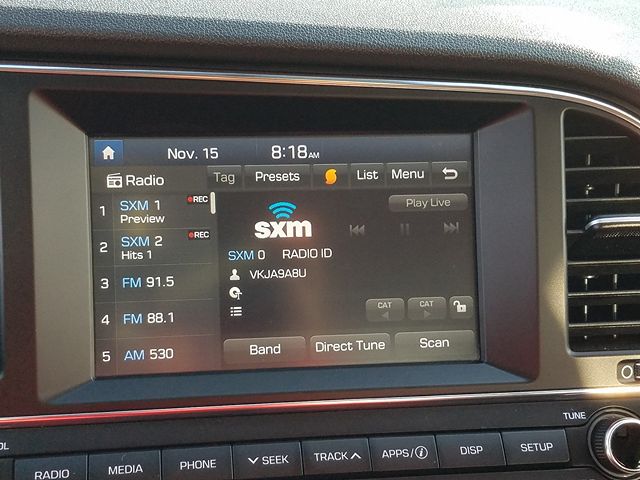 Nov. 15 8:18 AM
Radio Tag Presets List Menu
1 SXM 1 REC
Preview
2 SXM 2 REC
Hits 1
3 FM 91.5
4 FM 88.1
5 AM 530
sxm
Play Live
SXM 0 RADIO ID
VKJA9A8U
CAT CAT
Band Direct Tune Scan
TUNE
RADIO MEDIA PHONE SEEK TRACK APPS/i DISP SETUP